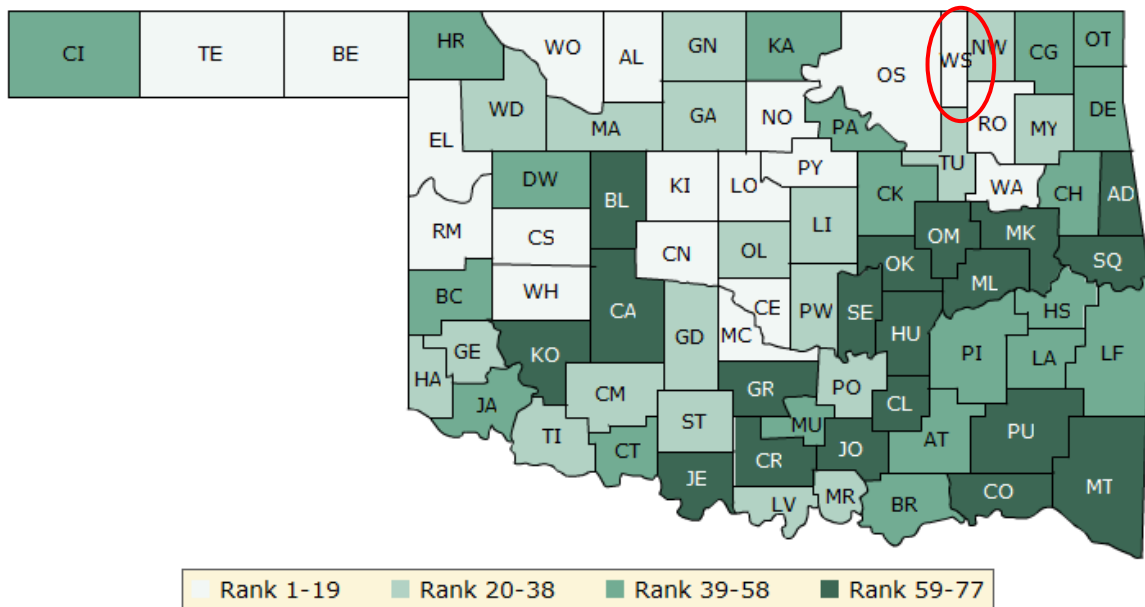 CI TE BE HR WO AL GN KA OS WS NW CG OT
WD MA GA NO PA RO MY DE
EL DW BL KI LO PY CK TU WA CH AD
RM CS CN OL LI OM MK SQ
BC WH CA CE PW SE OK ML HS
HA GE KO GD MC HU PI LA LF
JA CM GR PO CL
TI CT ST MU JO AT PU MT
JE CR LV MR BR CO
Rank 1-19 Rank 20-38 Rank 39-58 Rank 59-77